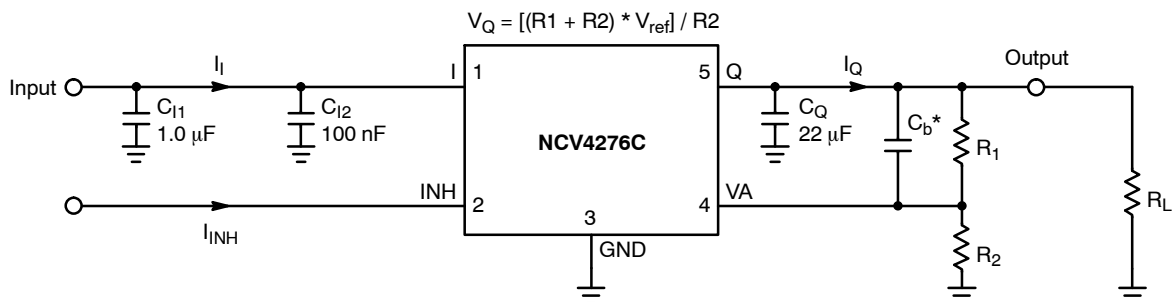 V_Q = [(R1 + R2) * V_ref] / R2
Input
I_I
C_I1
1.0 µF
C_I2
100 nF
I
1
INH
2
I_INH
NCV4276C
3
GND
5
Q
4
VA
C_Q
22 µF
I_Q
C_b*
R_1
R_2
Output
R_L